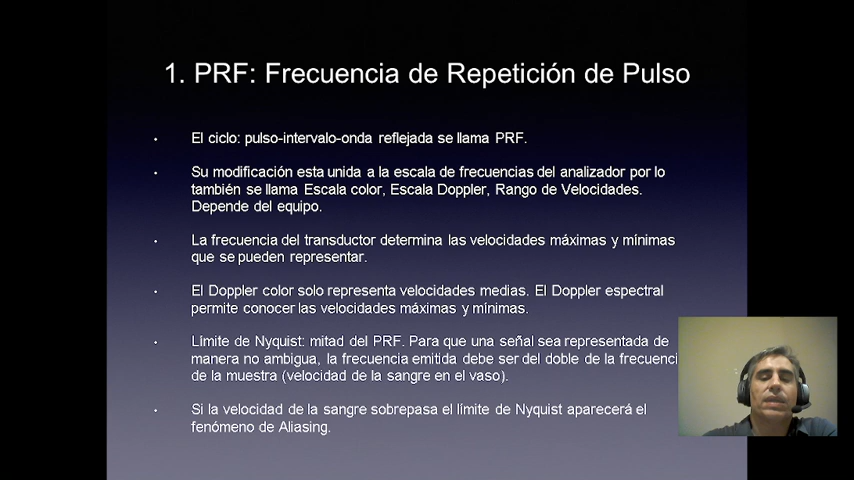 1. PRF: Frecuencia de Repetición de Pulso
• El ciclo: pulso-intervalo-onda reflejada se llama PRF.
• Su modificación esta unida a la escala de frecuencias del analizador por lo
también se llama Escala color, Escala Doppler, Rango de Velocidades.
Depende del equipo.
• La frecuencia del transductor determina las velocidades máximas y mínimas
que se pueden representar.
• El Doppler color solo representa velocidades medias. El Doppler espectral
permite conocer las velocidades máximas y mínimas.
• Límite de Nyquist: mitad del PRF. Para que una señal sea representada de
manera no ambigua, la frecuencia emitida debe ser del doble de la frecuenci
de la muestra (velocidad de la sangre en el vaso).
• Si la velocidad de la sangre sobrepasa el límite de Nyquist aparecerá el
fenómeno de Aliasing.